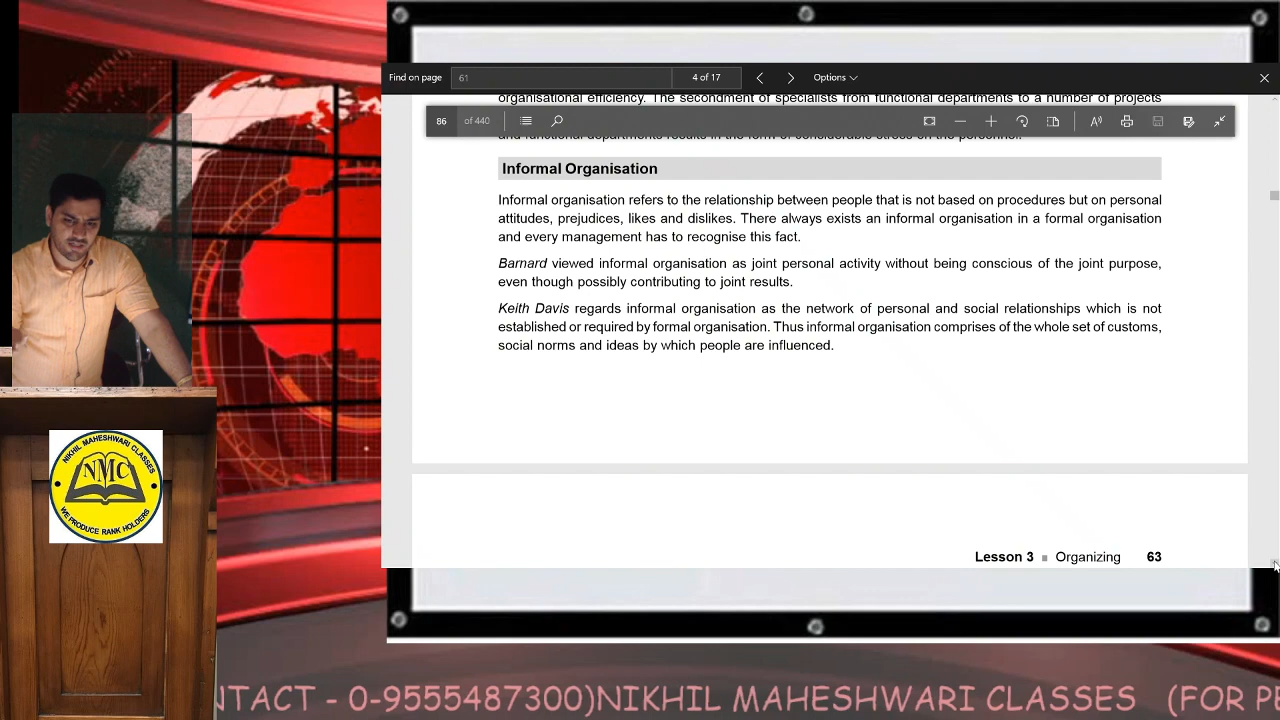 Find on page 61 4 of 17 Options
organisational efficiency. The secondment of specialists from functional departments to a number of projects
86 of 440
Informal Organisation
Informal organisation refers to the relationship between people that is not based on procedures but on personal
attitudes, prejudices, likes and dislikes. There always exists an informal organisation in a formal organisation
and every management has to recognise this fact.
Barnard viewed informal organisation as joint personal activity without being conscious of the joint purpose,
even though possibly contributing to joint results.
Keith Davis regards informal organisation as the network of personal and social relationships which is not
established or required by formal organisation. Thus informal organisation comprises of the whole set of customs,
social norms and ideas by which people are influenced.
Lesson 3 ■ Organizing 63
NIKHIL MAHESHWARI CLASSES
NMC
WE PRODUCE RANK HOLDERS
NTACT - 0-9555487300)NIKHIL MAHESHWARI CLASSES (FOR PU